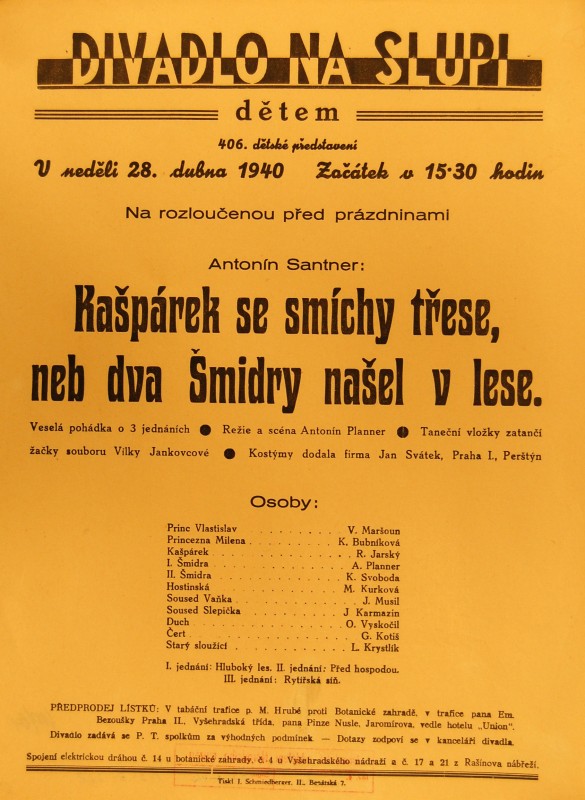 DIVADLO NA SLUPI
dětem
406. dětské představení
V neděli 28. dubna 1940 Začátek v 15·30 hodin
Na rozloučenou před prázdninami
Antonín Santner:
Kašpárek se smíchy třese,
neb dva Šmidry našel v lese.
Veselá pohádka o 3 jednáních ● Režie a scéna Antonín Planner ● Taneční vložky zatančí
žačky souboru Vilky Jankovcové ● Kostýmy dodala firma Jan Svátek, Praha I., Perštýn
Osoby:
Princ Vlastislav . . . . . . . . . . V. Maršoun
Princezna Milena . . . . . . . . . K. Bubníková
Kašpárek . . . . . . . . . . . . R. Jarský
I. Šmidra . . . . . . . . . . . . A. Planner
II. Šmidra . . . . . . . . . . . . K. Svoboda
Hostinská . . . . . . . . . . . M. Kurková
Soused Vaňka . . . . . . . . . . . J. Musil
Soused Slepička . . . . . . . . . J Karmazin
Duch . . . . . . . . . . . . . O. Vyskočil
Čert . . . . . . . . . . . . . . G. Kotiš
Starý sloužící . . . . . . . . . . L. Krystlík
I. jednání: Hluboký les. II. jednání: Před hospodou.
III. jednání: Rytířská síň.
PŘEDPRODEJ LÍSTKŮ: V tabáční trafice p. M. Hrubé proti Botanické zahradě, v trafice pana Em.
Bezoušky Praha II., Vyšehradská třída, pana Pinze Nusle, Jaromírova, vedle hotelu „Union".
Divadlo zadává se P. T. spolkům za výhodných podmínek — Dotazy zodpoví se v kanceláři divadla.
Spojení elektrickou dráhou č. 14 u botanické zahrady, č. 4 u Vyšehradského nádraží a č. 17 a 21 z Rašínova nábřeží.
Tiskl I. Schmiedberger, II., Benátská 7.